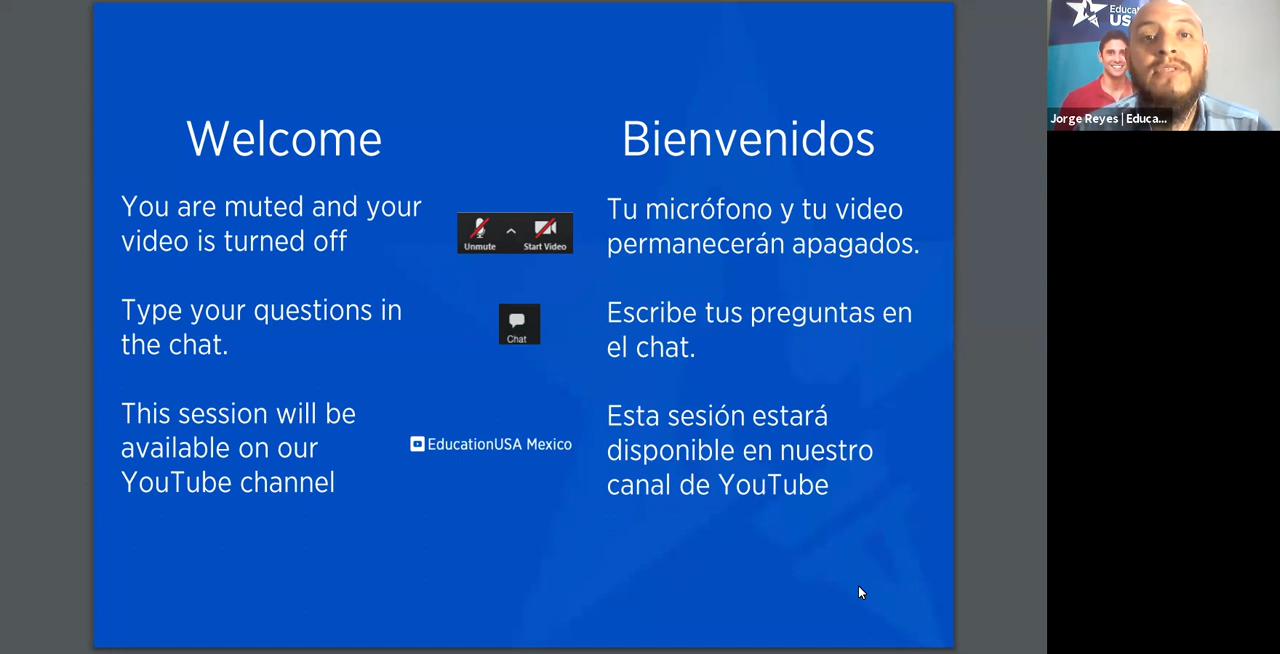 Welcome
You are muted and your
video is turned off
Type your questions in
the chat.
This session will be
available on our
YouTube channel
Unmute
Start Video
Chat
EducationUSA Mexico
Bienvenidos
Tu micrófono y tu video
permanecerán apagados.
Escribe tus preguntas en
el chat.
Esta sesión estará
disponible en nuestro
canal de YouTube
Educat
US
Jorge Reyes | Educa...